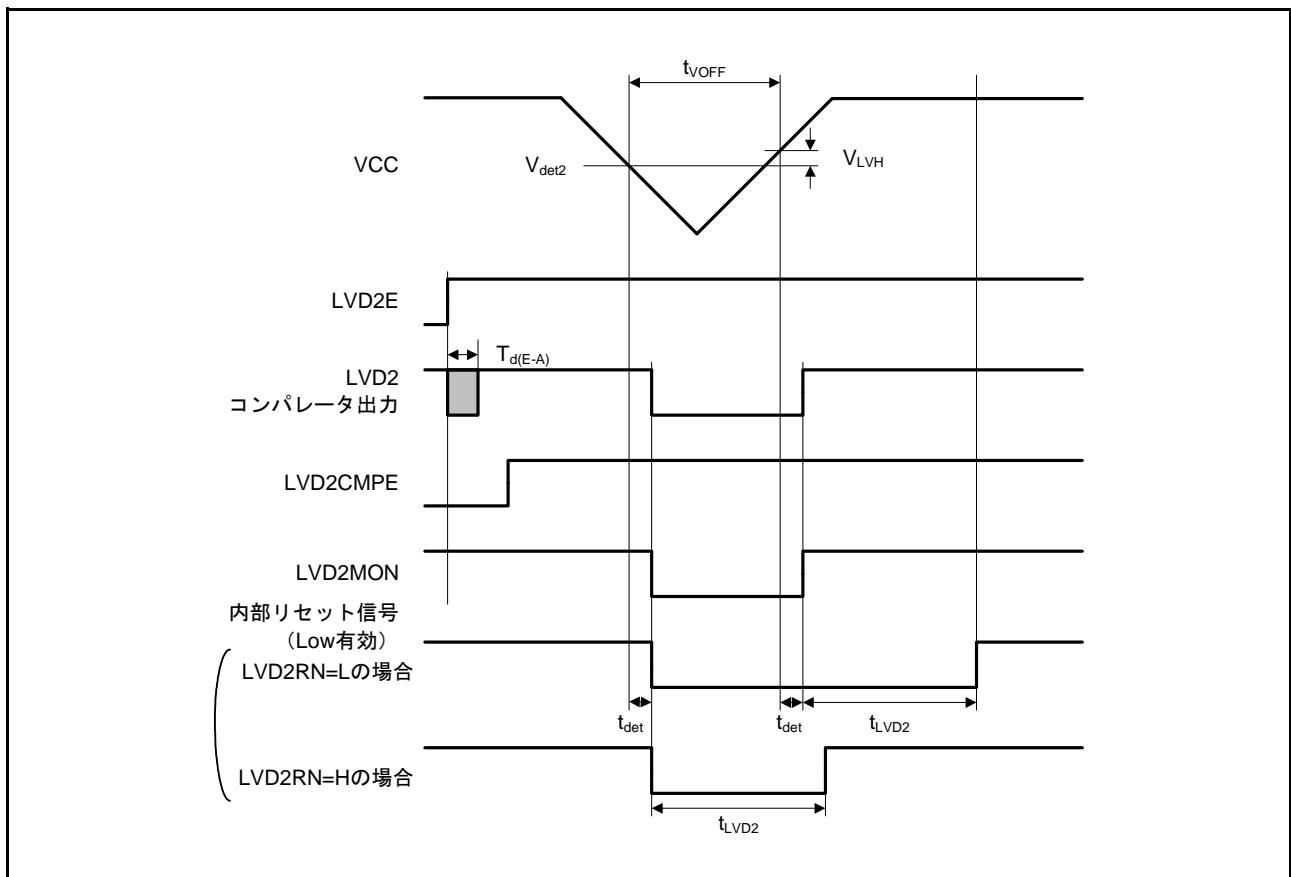 tVOFF
VCC
Vdet2
VLVH
LVD2E
Td(E-A)
LVD2
コンパレータ出力
LVD2CMPE
LVD2MON
内部リセット信号
（Low有効）
LVD2RN=Lの場合
tdet
tdet
tLVD2
LVD2RN=Hの場合
tLVD2